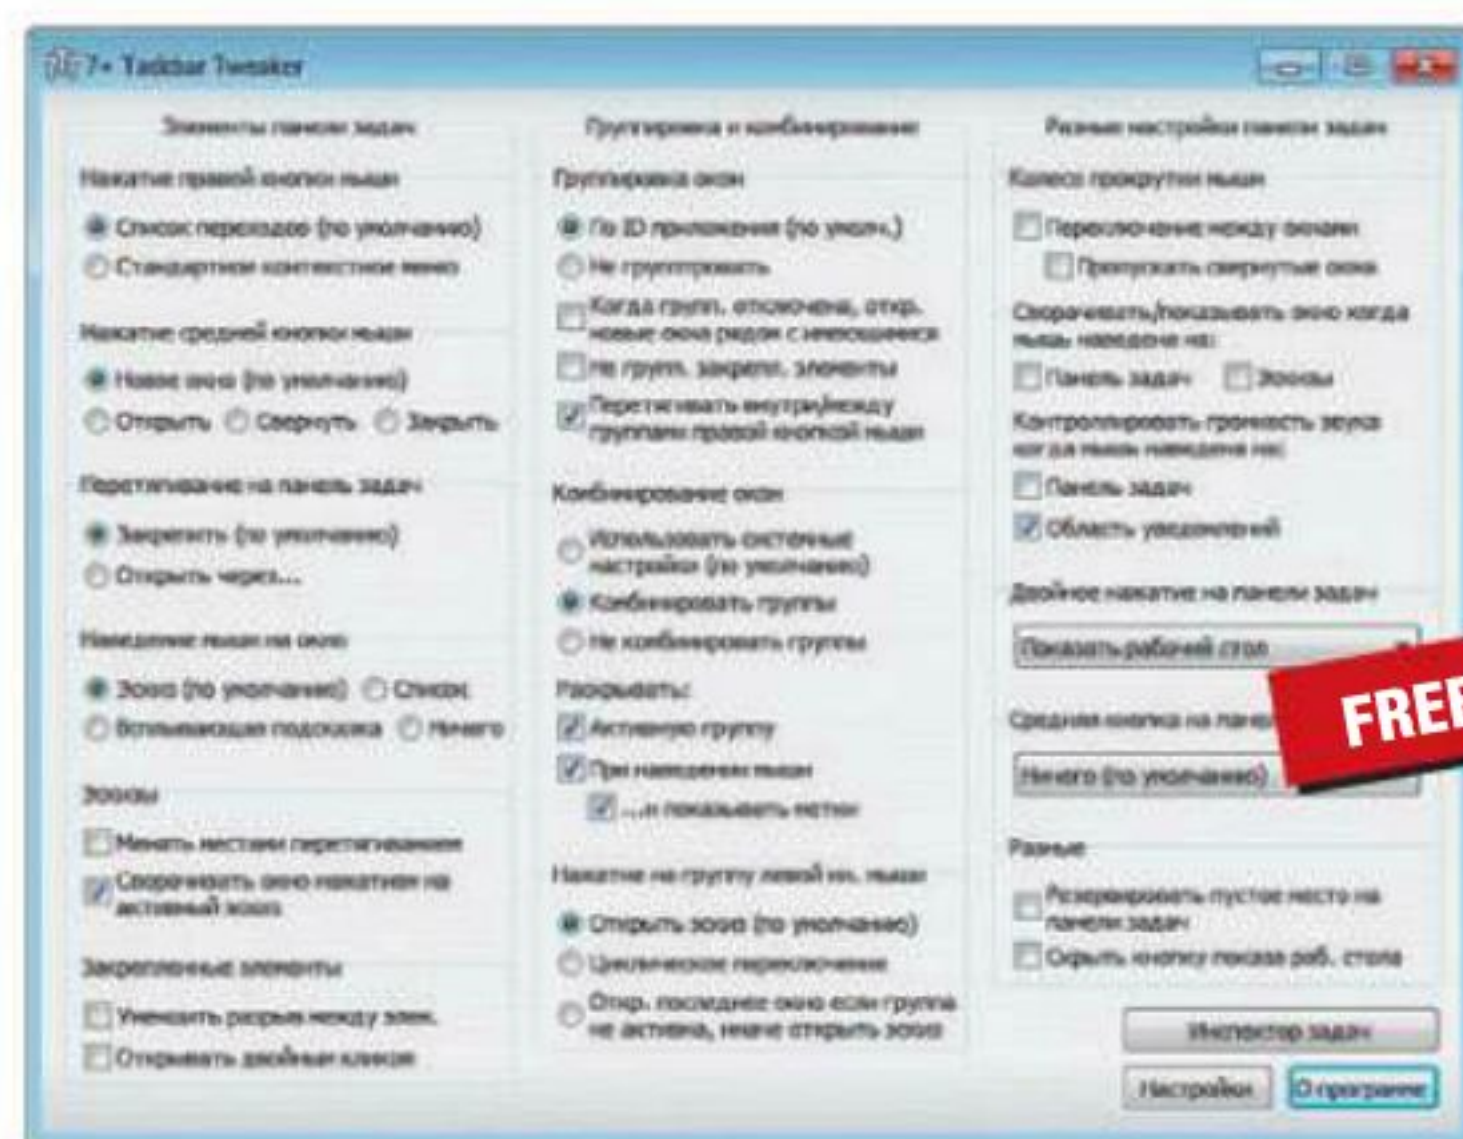 7+ Taskbar Tweaker
Элементы панели задач
Нажатие правой кнопки мыши
Список переходов (по умолчанию)
Стандартное контекстное меню
Нажатие средней кнопки мыши
Новое окно (по умолчанию)
Открыть Свернуть Закрыть
Перетягивание на панель задач
Закрепить (по умолчанию)
Открыть через...
Наведение мыши на окно
Эскиз (по умолчанию) Список
Всплывающая подсказка Ничего
Эскизы
Менять местами перетягиванием
Сворачивать окно нажатием на
активный эскиз
Закрепленные элементы
Уменьшить разрыв между элем.
Открывать двойным кликом
Группировка и комбинирование
Группировка окон
По ID приложения (по умолч.)
Не группировать
Когда групп. отключена, откр.
новые окна рядом с имеющимися
Не групп. закрепл. элементы
Перетягивать внутри/между
группами правой кнопкой мыши
Комбинирование окон
Использовать системные
настройки (по умолчанию)
Комбинировать группы
Не комбинировать группы
Раскрывать:
Активную группу
При наведении мыши
...и показывать метки
Нажатие на группу левой кн. мыши
Открыть эскиз (по умолчанию)
Циклическое переключение
Откр. последнее окно если группа
не активна, иначе открыть эскиз
Разные настройки панели задач
Колесо прокрутки мыши
Переключение между окнами
Пропускать свернутые окна
Сворачивать/показывать окно когда
мышь наведена на:
Панель задач Эскизы
Контролировать громкость звука
когда мышь наведена на:
Панель задач
Область уведомлений
Двойное нажатие на панели задач
Показать рабочий стол
Средняя кнопка на пане
Ничего (по умолчанию)
FREE
Разные
Резервировать пустое место на
панели задач
Скрыть кнопку показа раб. стола
Инспектор задач
Настройки О программе